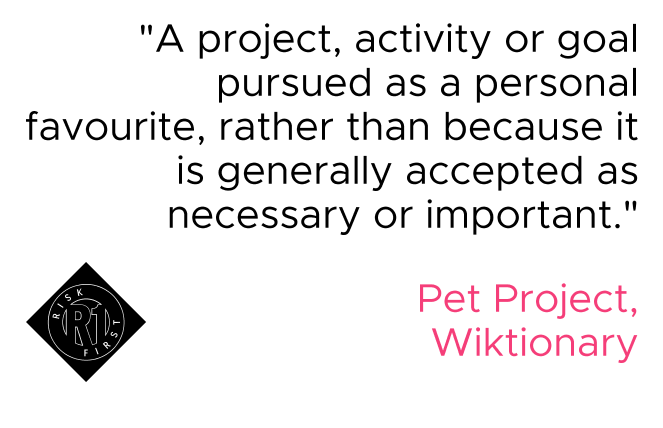 "A project, activity or goal
pursued as a personal
favourite, rather than because it
is generally accepted as
necessary or important."
RISK
R1
FIRST
Pet Project,
Wiktionary